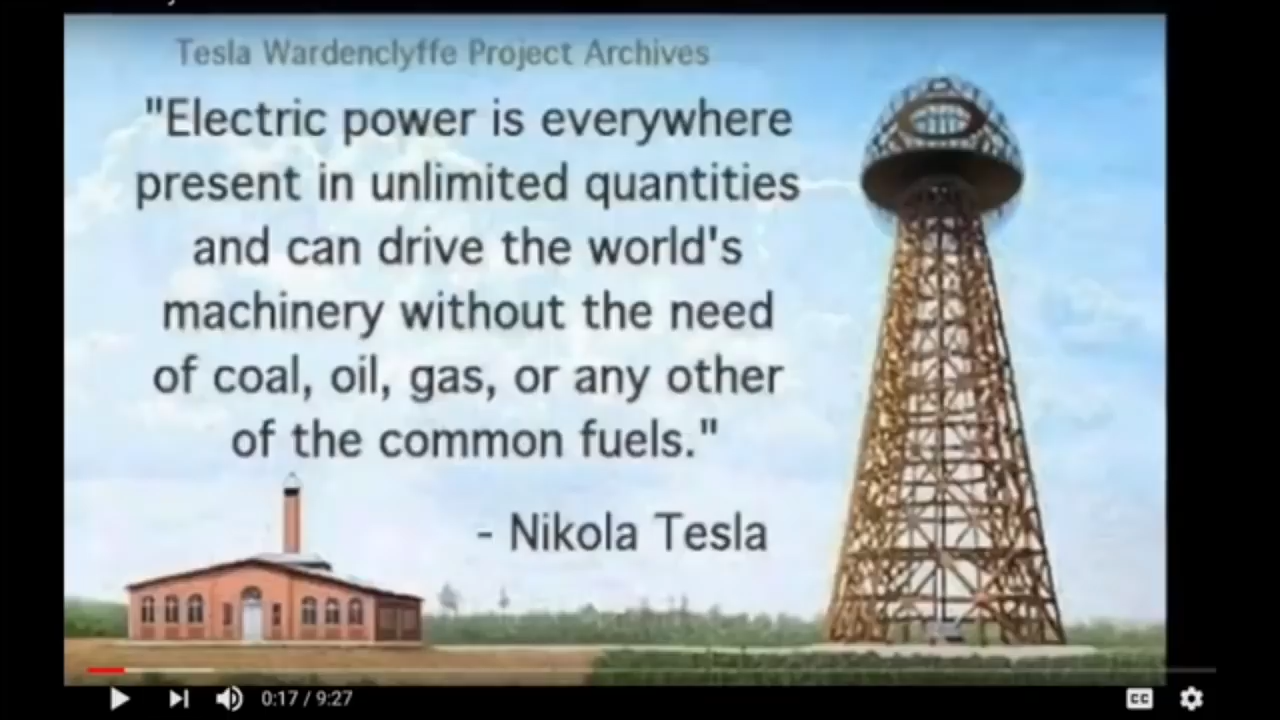 Tesla Wardenclyffe Project Archives
"Electric power is everywhere
present in unlimited quantities
and can drive the world's
machinery without the need
of coal, oil, gas, or any other
of the common fuels."
- Nikola Tesla
0:17 / 9:27
CC